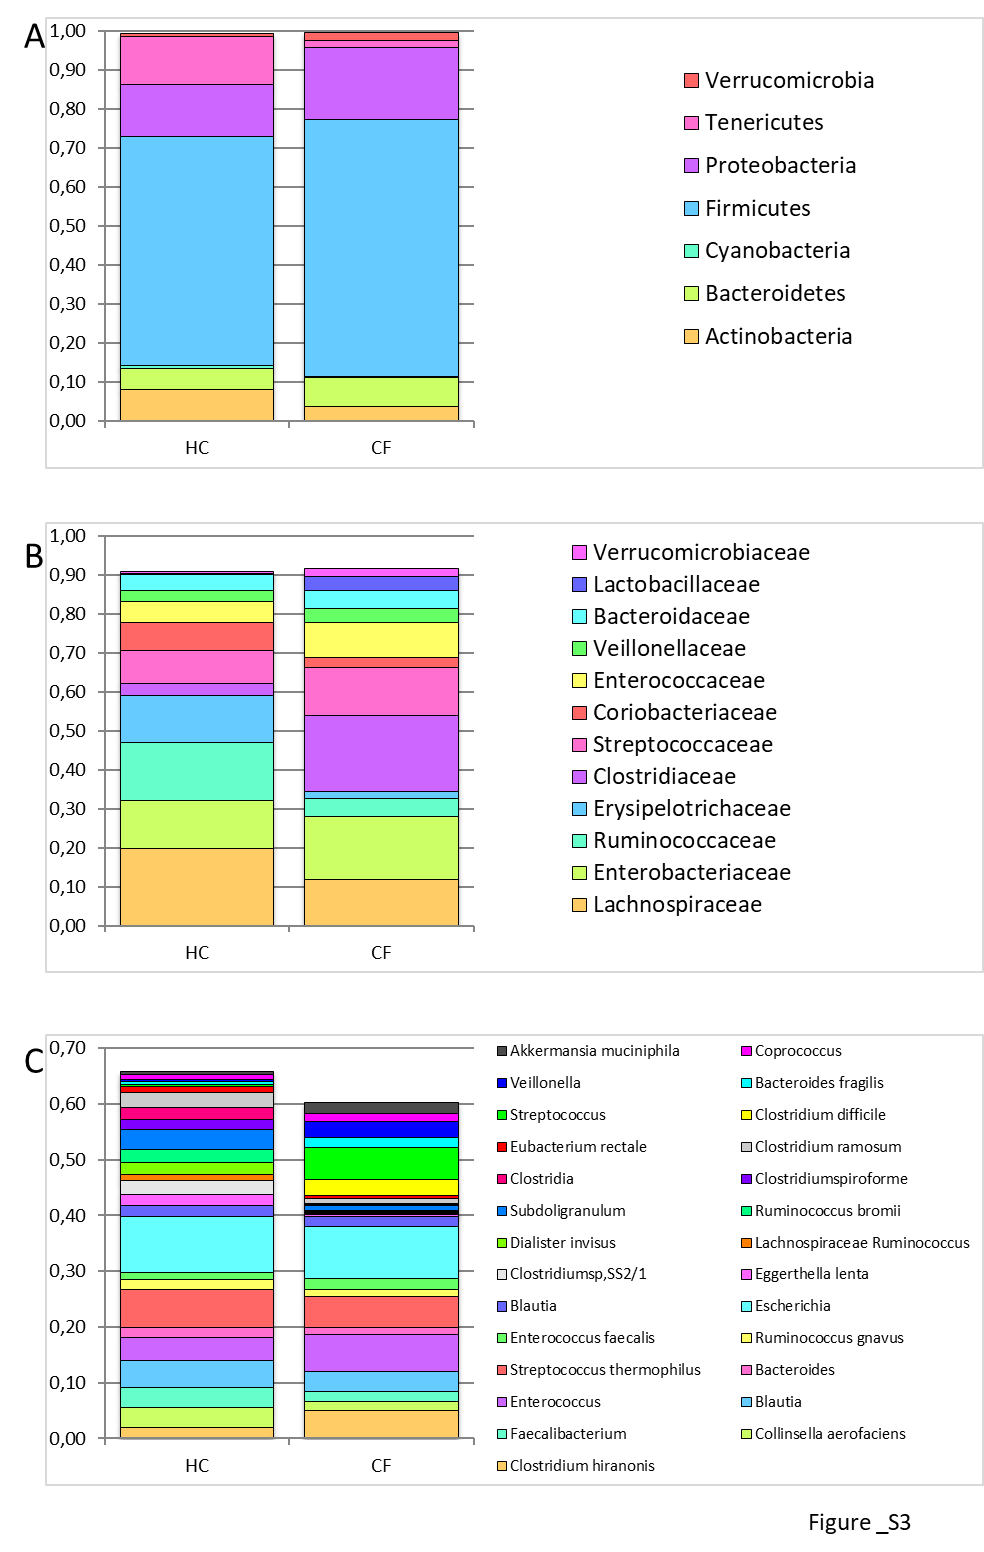 A
1,00
0,90
0,80
0,70
0,60
0,50
0,40
0,30
0,20
0,10
0,00
HC CF
Verrucomicrobia
Tenericutes
Proteobacteria
Firmicutes
Cyanobacteria
Bacteroidetes
Actinobacteria
B
1,00
0,90
0,80
0,70
0,60
0,50
0,40
0,30
0,20
0,10
0,00
HC CF
Verrucomicrobiaceae
Lactobacillaceae
Bacteroidaceae
Veillonellaceae
Enterococcaceae
Coriobacteriaceae
Streptococcaceae
Clostridiaceae
Erysipelotrichaceae
Ruminococcaceae
Enterobacteriaceae
Lachnospiraceae
C
0,70
0,60
0,50
0,40
0,30
0,20
0,10
0,00
HC CF
Akkermansia muciniphila Coprococcus
Veillonella Bacteroides fragilis
Streptococcus Clostridium difficile
Eubacterium rectale Clostridium ramosum
Clostridia Clostridiumspiroforme
Subdoligranulum Ruminococcus bromii
Dialister invisus Lachnospiraceae Ruminococcus
Clostridiumsp,SS2/1 Eggerthella lenta
Blautia Escherichia
Enterococcus faecalis Ruminococcus gnavus
Streptococcus thermophilus Bacteroides
Enterococcus Blautia
Faecalibacterium Collinsella aerofaciens
Clostridium hiranonis
Figure _S3